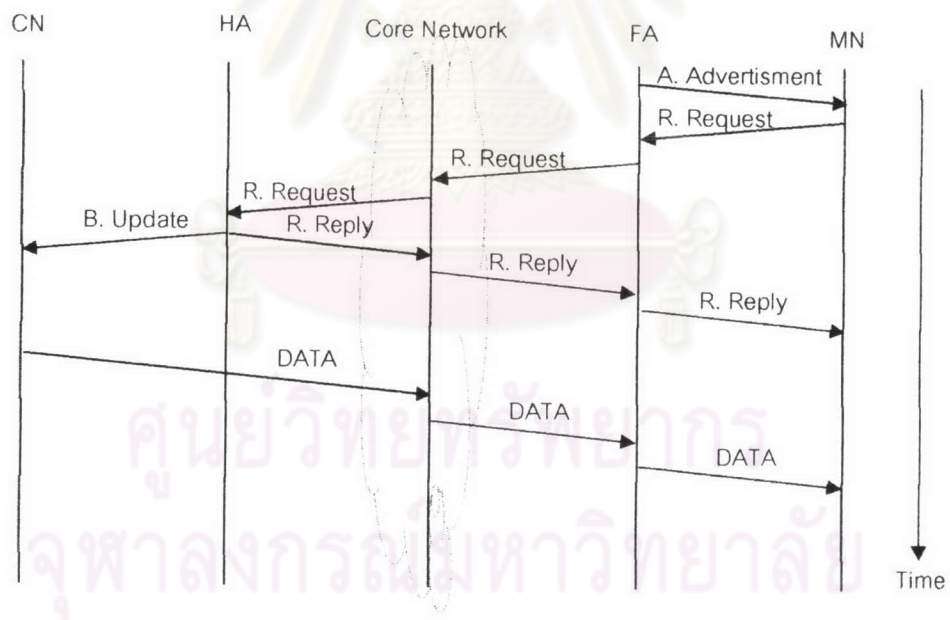 CN HA Core Network FA MN
A. Advertisment
R. Request
R. Request
R. Request
B. Update
R. Reply
R. Reply
R. Reply
DATA
DATA
DATA
ศูนย์วิทยทรัพยากร
จุฬาลงกรณ์มหาวิทยาลัย
Time